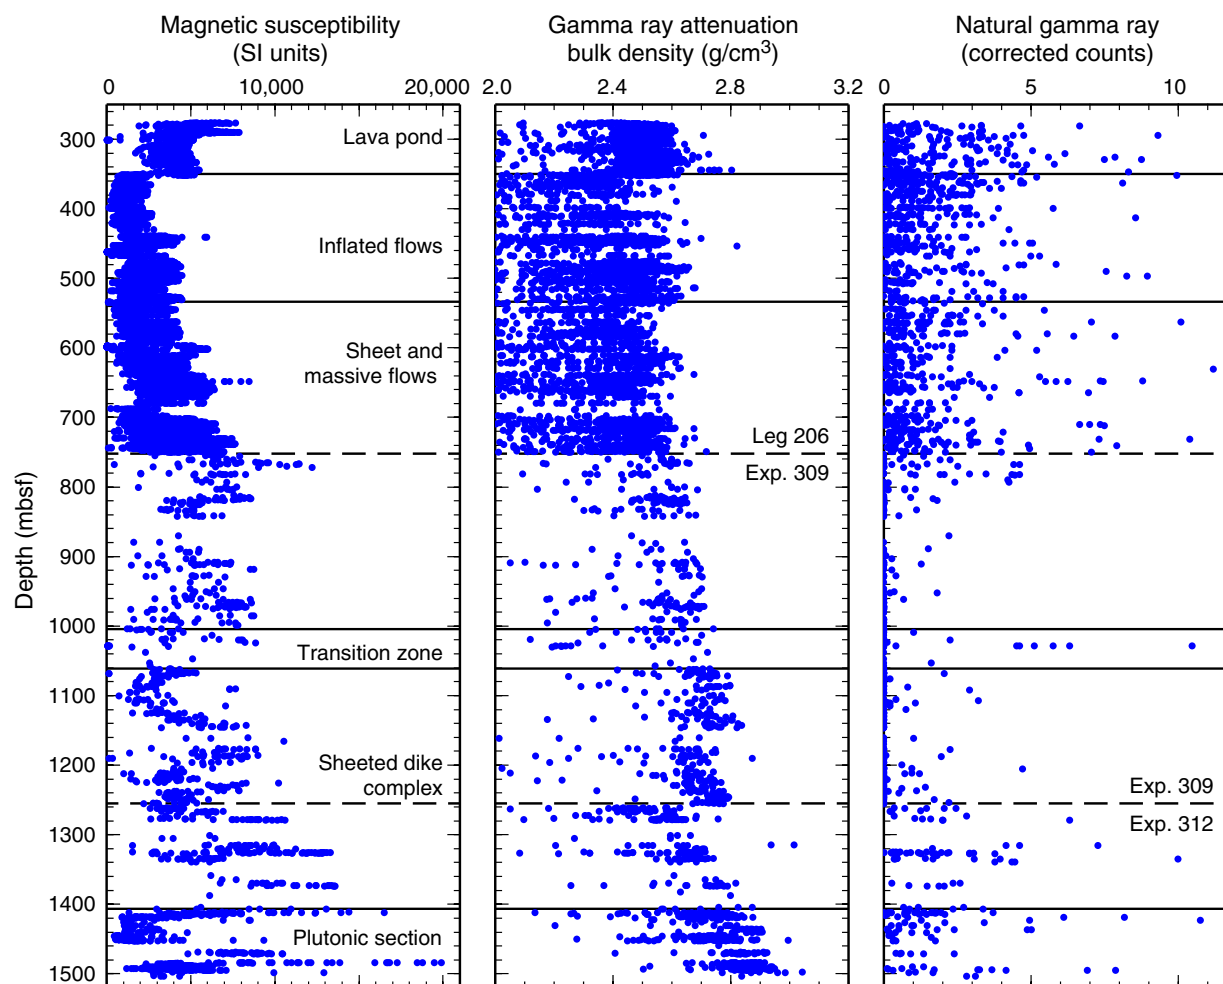 Magnetic susceptibility
(SI units)
Gamma ray attenuation
bulk density (g/cm³)
Natural gamma ray
(corrected counts)
0 10,000 20,000
2.0 2.4 2.8 3.2
0 5 10
Depth (mbsf)
300
400
500
600
700
800
900
1000
1100
1200
1300
1400
1500
Lava pond
Inflated flows
Sheet and
massive flows
Leg 206
Exp. 309
Transition zone
Sheeted dike
complex
Exp. 309
Exp. 312
Plutonic section